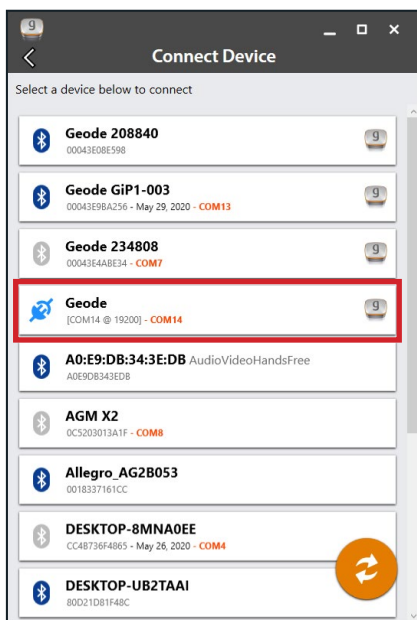 g
Connect Device
Select a device below to connect
Geode 208840
00043E08E598
g
Geode GiP1-003
00043E9BA256 - May 29, 2020 - COM13
g
Geode 234808
00043E4ABE34 - COM7
g
Geode
[COM14 @ 19200] - COM14
g
A0:E9:DB:34:3E:DB AudioVideoHandsFree
A0E9DB343EDB
AGM X2
0C5203013A1F - COM8
Allegro_AG2B053
0018337161CC
DESKTOP-8MNA0EE
CC4B736F4865 - May 26, 2020 - COM4
DESKTOP-UB2TAAI
80D21D81F48C